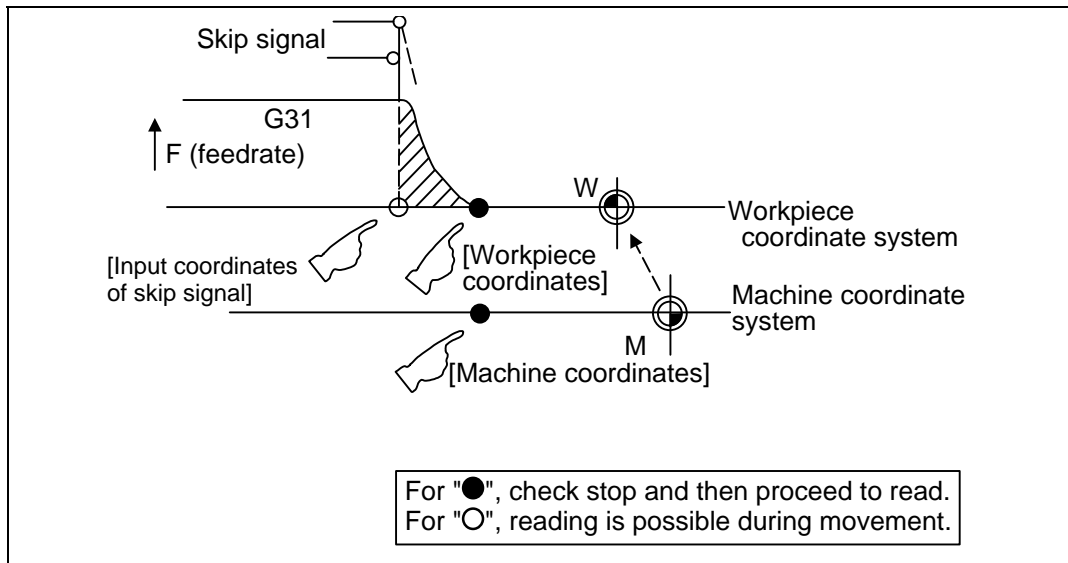 Skip signal
G31
F (feedrate)
W
Workpiece
coordinate system
[Input coordinates
of skip signal]
[Workpiece
coordinates]
Machine coordinate
system
M
[Machine coordinates]
For "●", check stop and then proceed to read.
For "○", reading is possible during movement.